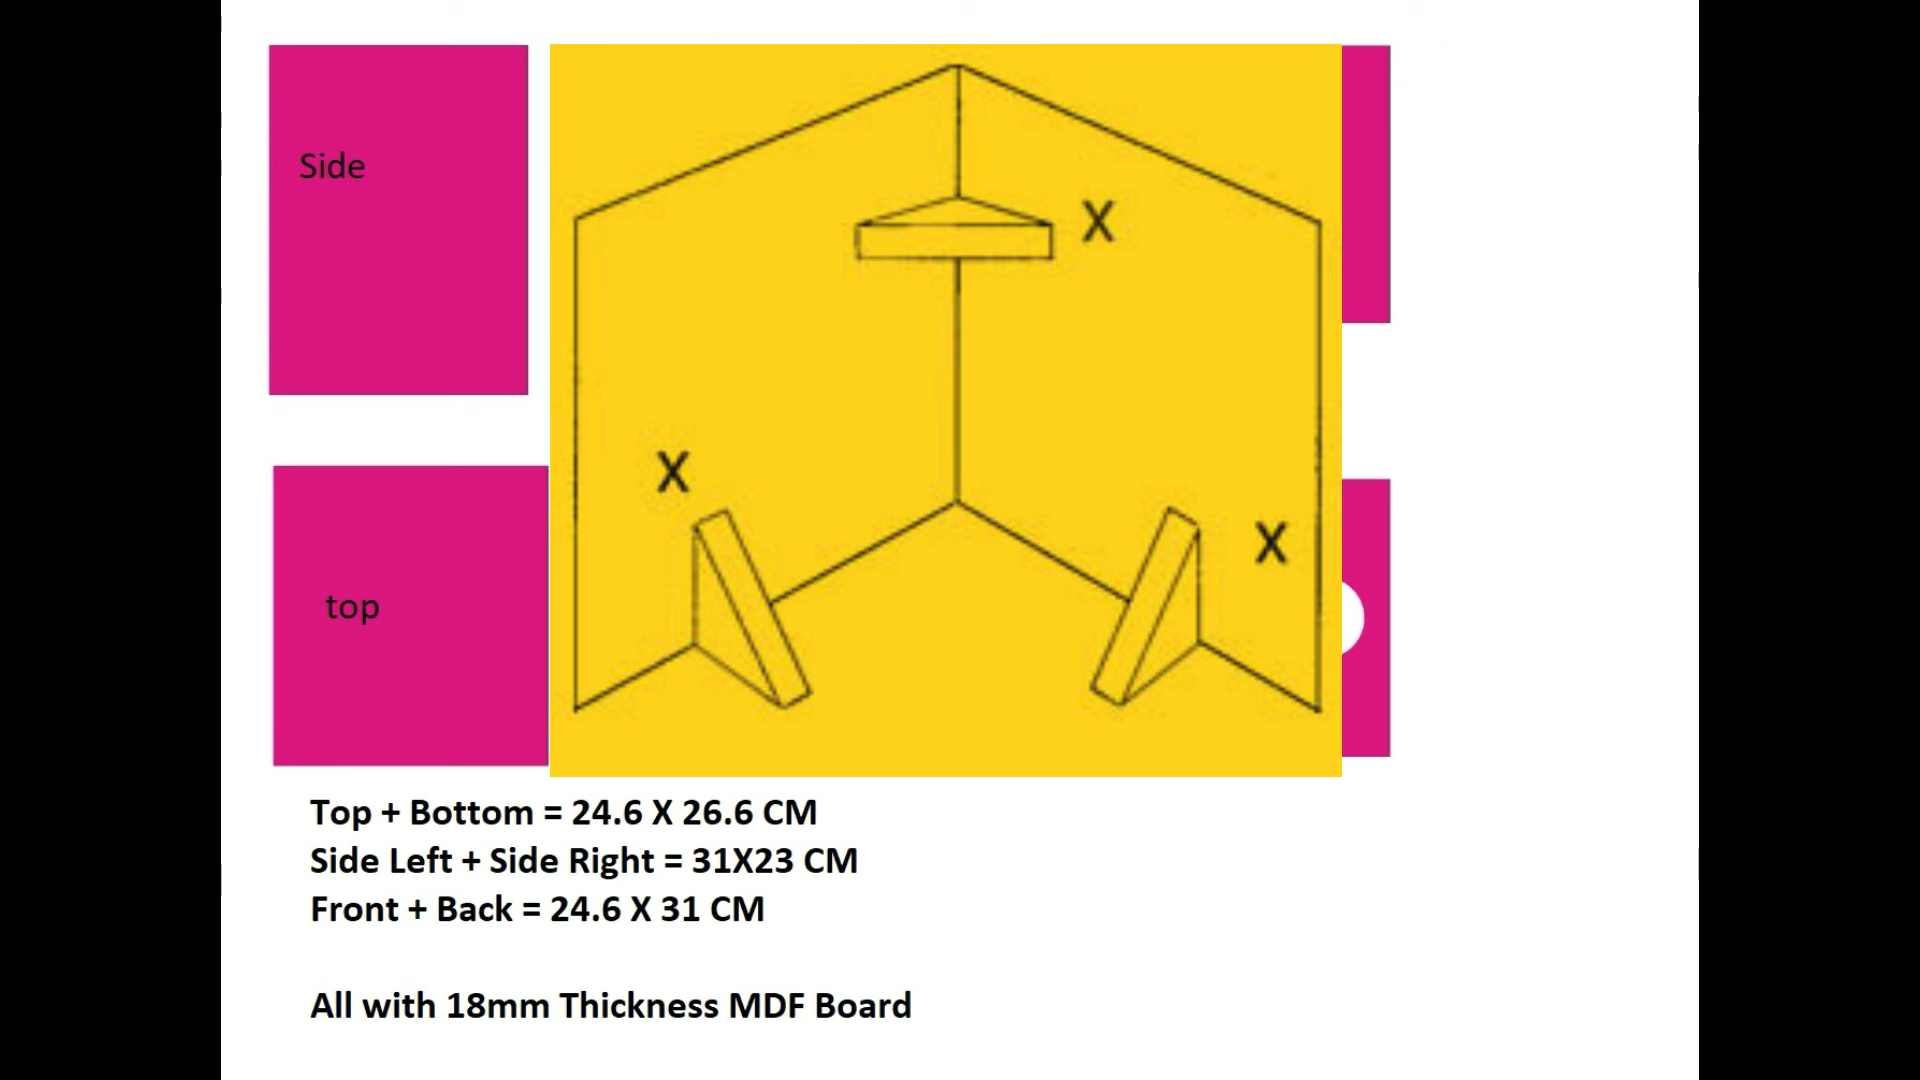 Side
X
X
X
top
Top + Bottom = 24.6 X 26.6 CM
Side Left + Side Right = 31X23 CM
Front + Back = 24.6 X 31 CM
All with 18mm Thickness MDF Board